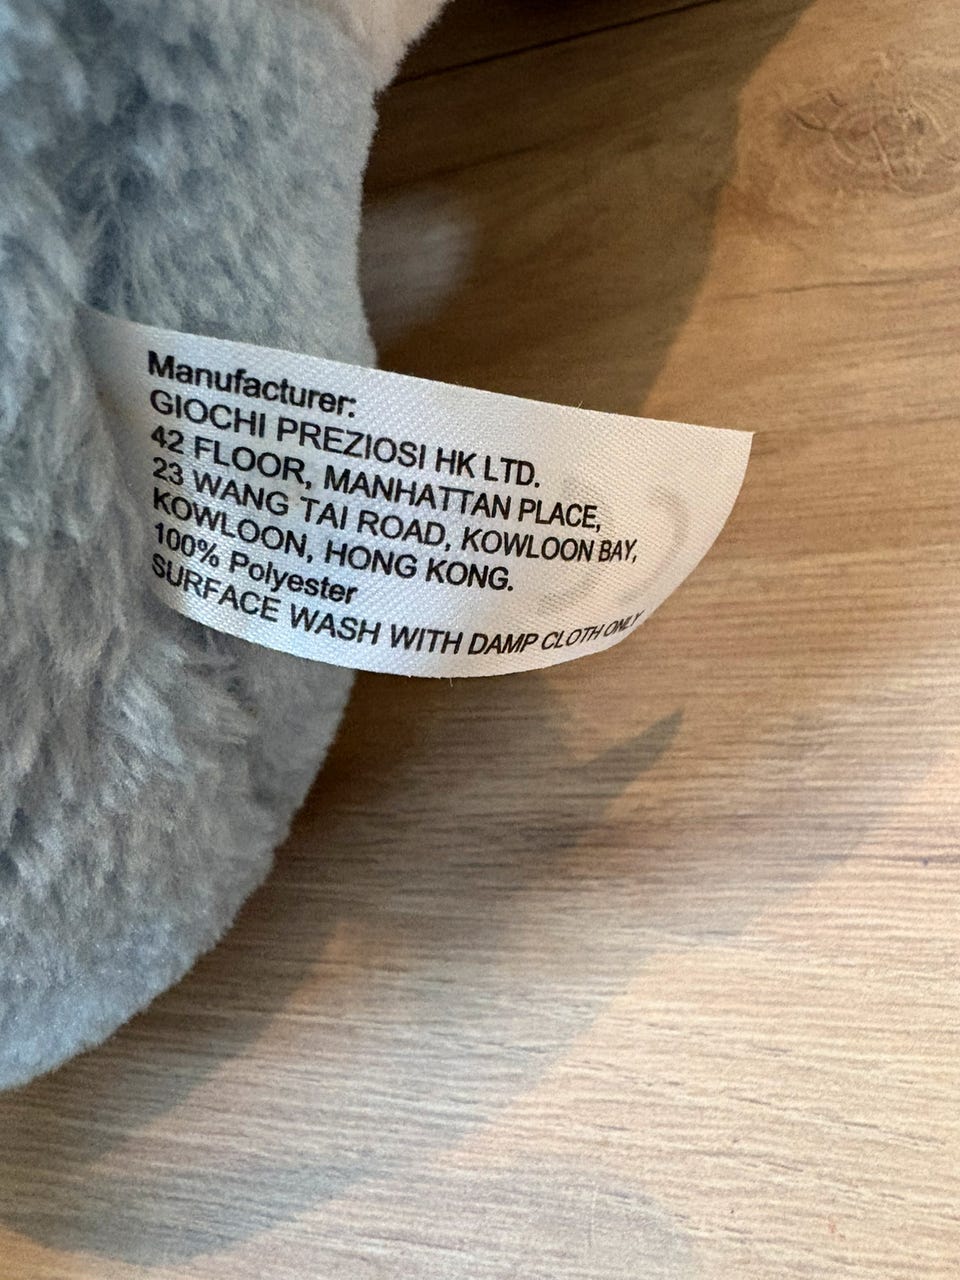 Manufacturer:
GIOCHI PREZIOSI HK LTD.
42 FLOOR, MANHATTAN PLACE,
23 WANG TAI ROAD, KOWLOON BAY,
KOWLOON, HONG KONG.
100% Polyester
SURFACE WASH WITH DAMP CLOTH ONLY